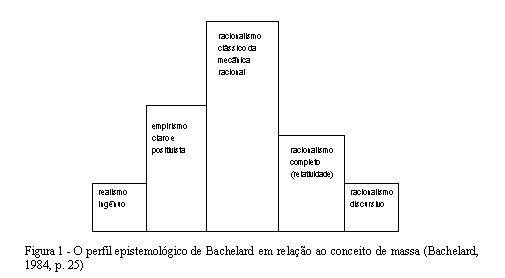 racionalismo
clássico da
mecânica
racional
empirismo
claro e
positivista
racionalismo
completo
(relatividade)
realismo
ingênuo
racionalismo
discursivo
Figura 1 - O perfil epistemológico de Bachelard em relação ao conceito de massa (Bachelard,
1984, p. 25)